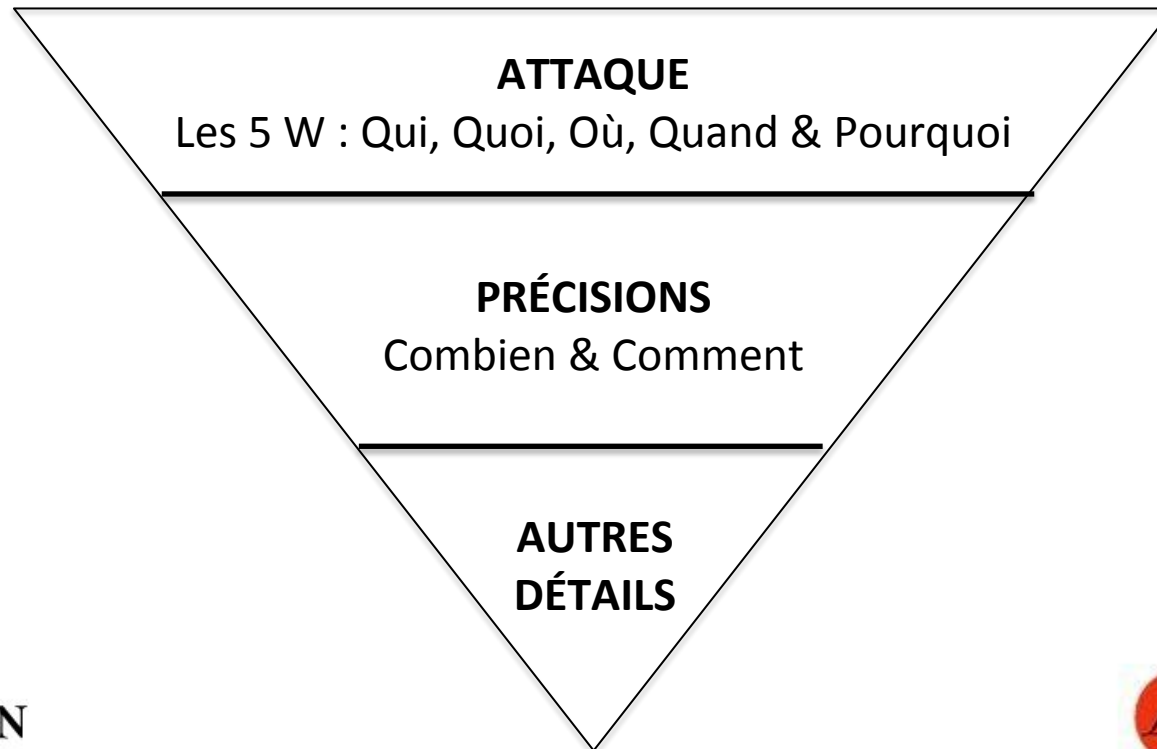 ATTAQUE
Les 5 W : Qui, Quoi, Où, Quand & Pourquoi
PRÉCISIONS
Combien & Comment
AUTRES
DÉTAILS
N